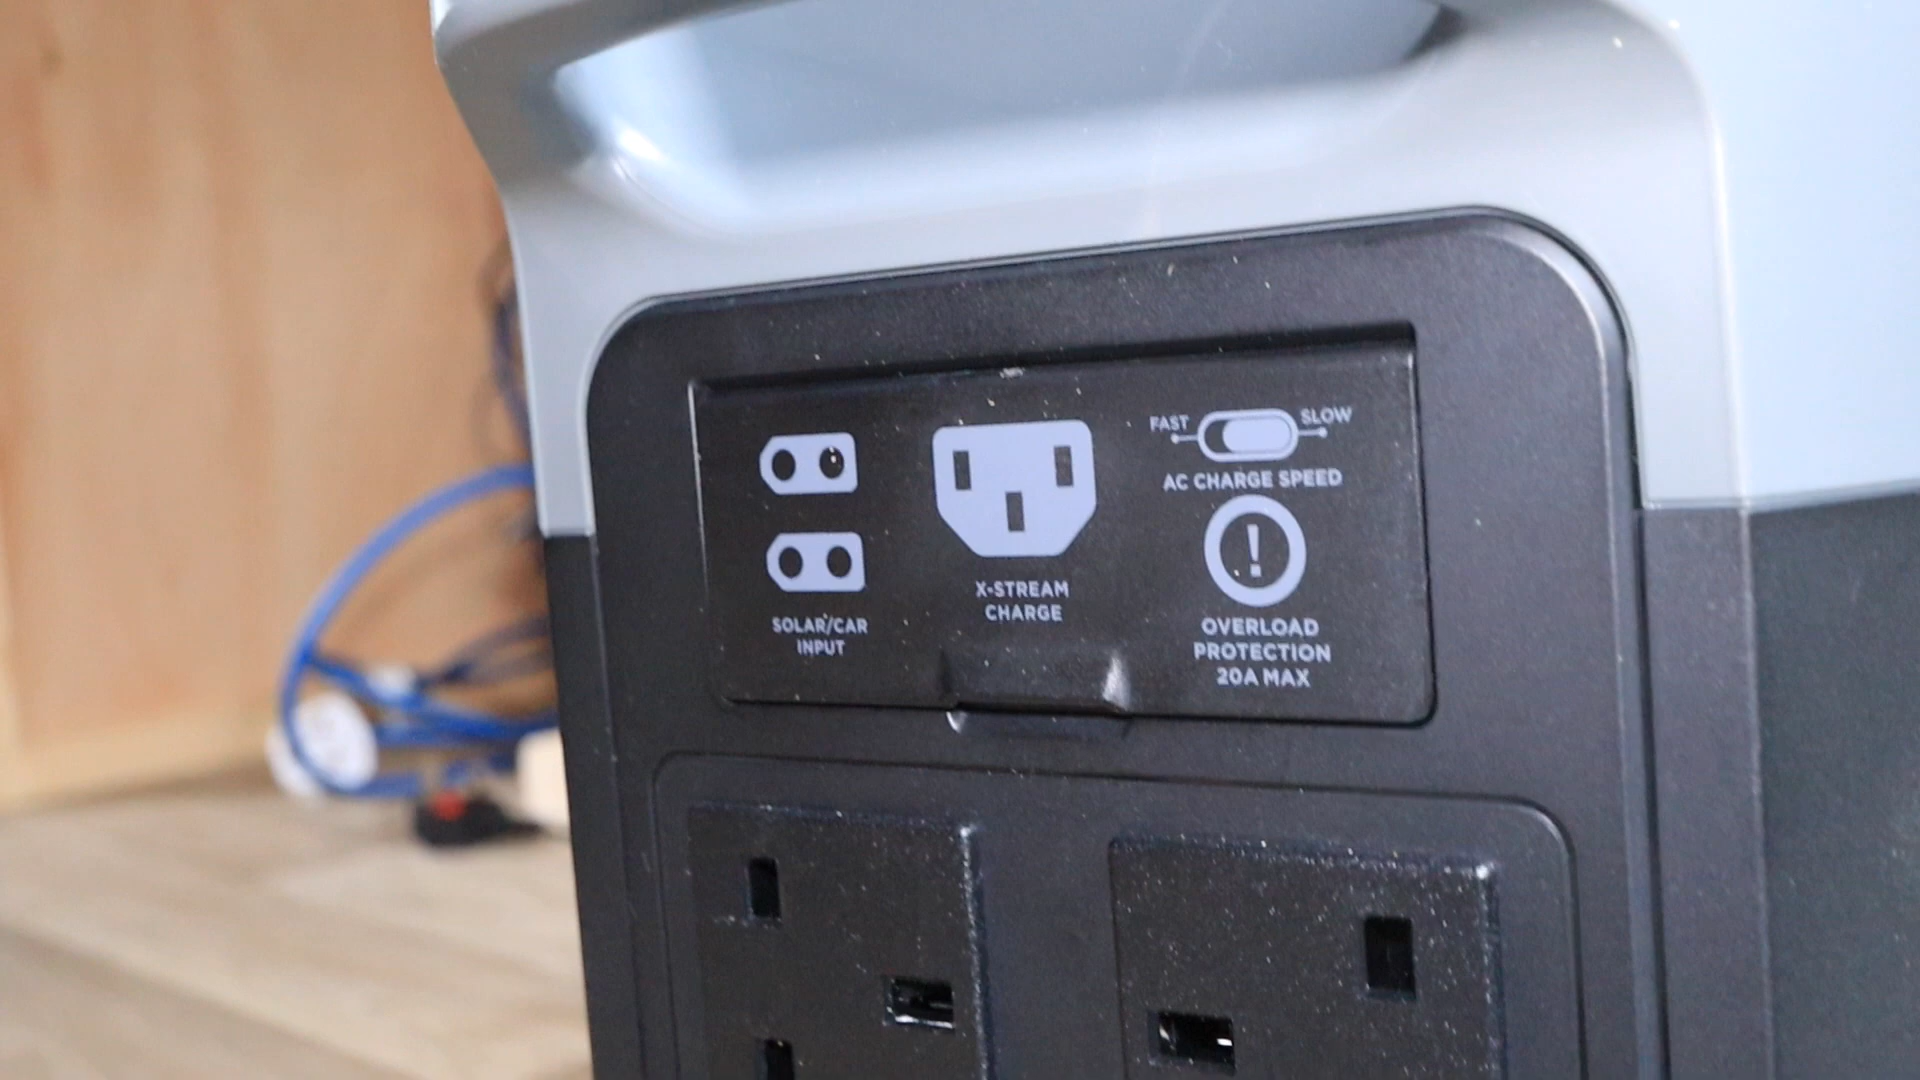 SOLAR/CAR
INPUT
X-STREAM
CHARGE
FAST
SLOW
AC CHARGE SPEED
!
OVERLOAD
PROTECTION
20A MAX